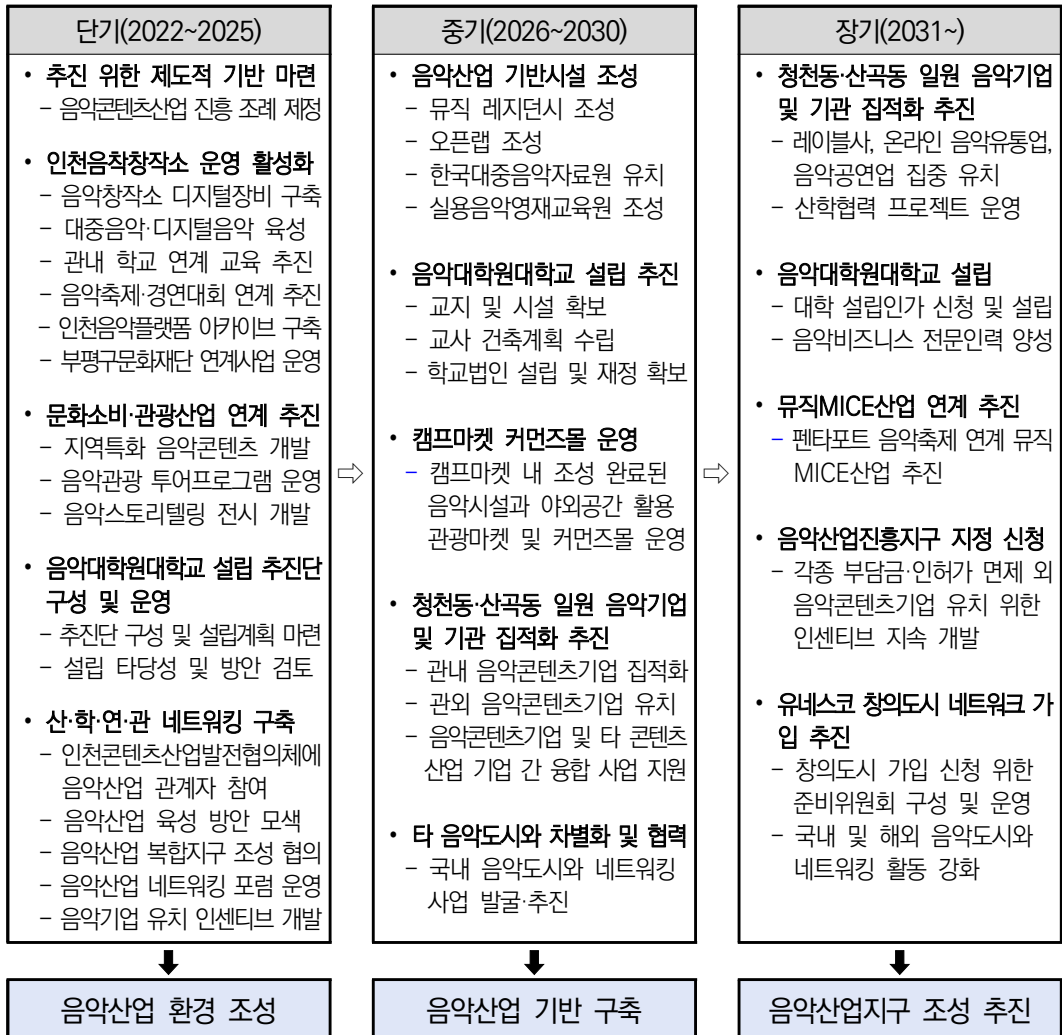 단기(2022~2025)
• 추진 위한 제도적 기반 마련
– 음악콘텐츠산업 진흥 조례 제정
• 인천음착창작소 운영 활성화
– 음악창작소 디지털장비 구축
– 대중음악·디지털음악 육성
– 관내 학교 연계 교육 추진
– 음악축제·경연대회 연계 추진
– 인천음악플랫폼 아카이브 구축
– 부평구문화재단 연계사업 운영
• 문화소비·관광산업 연계 추진
– 지역특화 음악콘텐츠 개발
– 음악관광 투어프로그램 운영
– 음악스토리텔링 전시 개발
• 음악대학원대학교 설립 추진단
구성 및 운영
– 추진단 구성 및 설립계획 마련
– 설립 타당성 및 방안 검토
• 산·학·연·관 네트워킹 구축
– 인천콘텐츠산업발전협의체에
음악산업 관계자 참여
– 음악산업 육성 방안 모색
– 음악산업 복합지구 조성 협의
– 음악산업 네트워킹 포럼 운영
– 음악기업 유치 인센티브 개발
⬇
음악산업 환경 조성
⇨
중기(2026~2030)
• 음악산업 기반시설 조성
– 뮤직 레지던시 조성
– 오픈랩 조성
– 한국대중음악자료원 유치
– 실용음악영재교육원 조성
• 음악대학원대학교 설립 추진
– 교지 및 시설 확보
– 교사 건축계획 수립
– 학교법인 설립 및 재정 확보
• 캠프마켓 커먼즈몰 운영
– 캠프마켓 내 조성 완료된
음악시설과 야외공간 활용
관광마켓 및 커먼즈몰 운영
• 청천동·산곡동 일원 음악기업
및 기관 집적화 추진
– 관내 음악콘텐츠기업 집적화
– 관외 음악콘텐츠기업 유치
– 음악콘텐츠기업 및 타 콘텐츠
산업 기업 간 융합 사업 지원
• 타 음악도시와 차별화 및 협력
– 국내 음악도시와 네트워킹
사업 발굴·추진
⬇
음악산업 기반 구축
⇨
장기(2031~)
• 청천동·산곡동 일원 음악기업
및 기관 집적화 추진
– 레이블사, 온라인 음악유통업,
음악공연업 집중 유치
– 산학협력 프로젝트 운영
• 음악대학원대학교 설립
– 대학 설립인가 신청 및 설립
– 음악비즈니스 전문인력 양성
• 뮤직MICE산업 연계 추진
– 펜타포트 음악축제 연계 뮤직
MICE산업 추진
• 음악산업진흥지구 지정 신청
– 각종 부담금·인허가 면제 외
음악콘텐츠기업 유치 위한
인센티브 지속 개발
• 유네스코 창의도시 네트워크 가
입 추진
– 창의도시 가입 신청 위한
준비위원회 구성 및 운영
– 국내 및 해외 음악도시와
네트워킹 활동 강화
⬇
음악산업지구 조성 추진